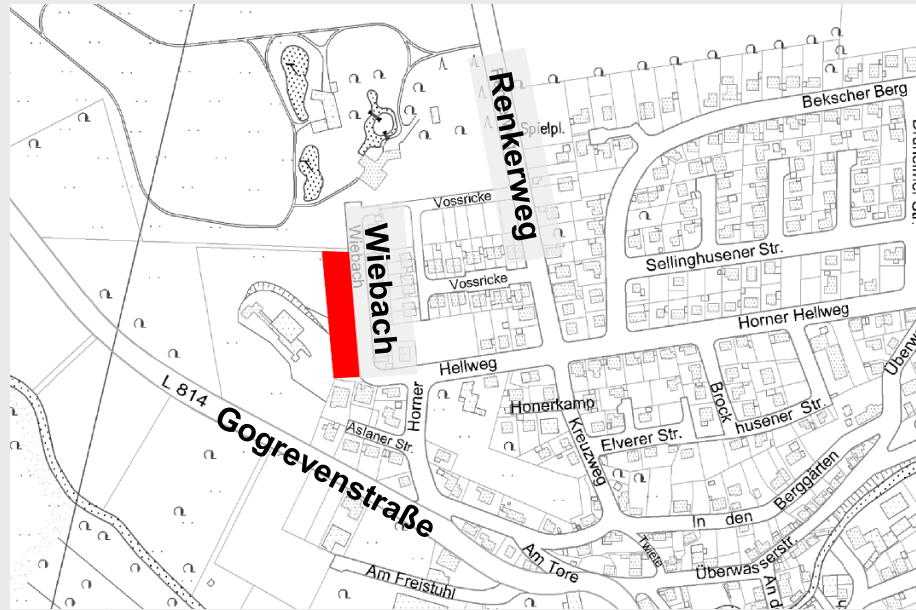 Renkerweg
Bekscher Berg
Spielpl.
Vossricke
Wiebach
Wiebach
Sellinghusener Str.
Vossricke
Horner Hellweg
Hellweg
Horner
Honerkamp
Brock
husener Str.
Elverer Str.
Kreuzweg
L 814
Gogrevenstraße
Aslaner Str.
Berggärten
In den
Am Tore
Twiete
Überwasserstr
Am Freistuhl